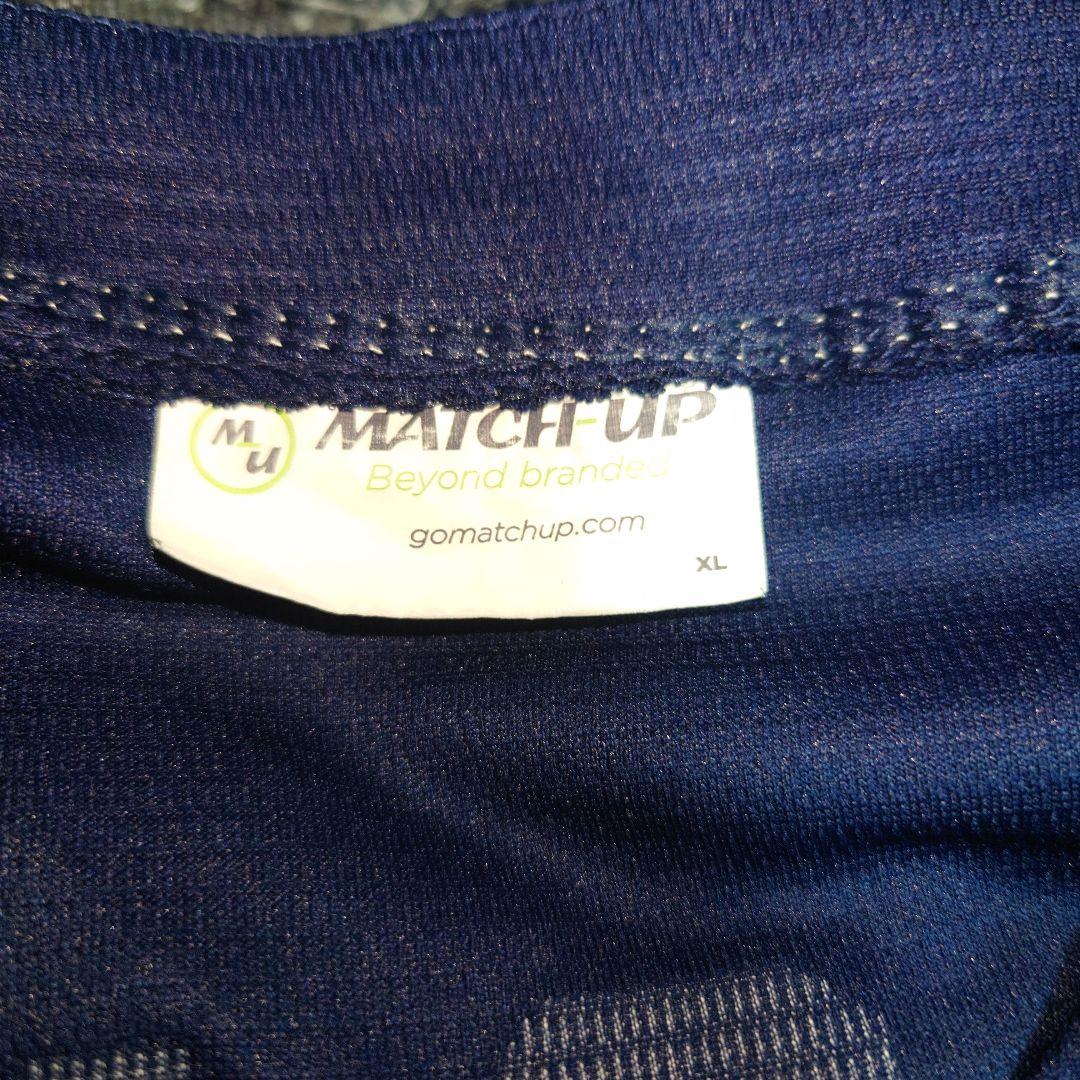 MU
MATCH-UP
Beyond branded
gomatchup.com
XL